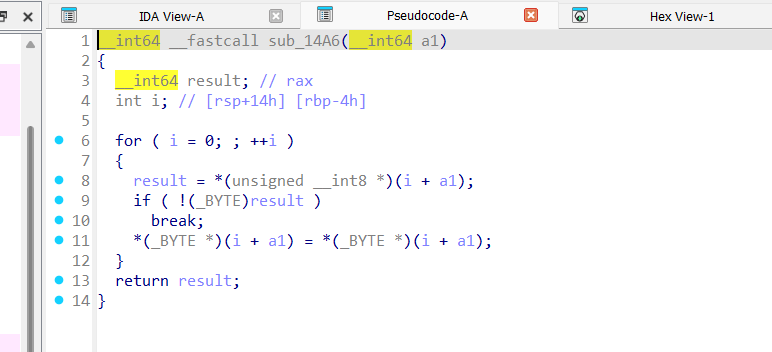 IDA View-A Pseudocode-A Hex View-1
1 __int64 __fastcall sub_14A6(__int64 a1)
2 {
3 __int64 result; // rax
4 int i; // [rsp+14h] [rbp-4h]
5
6 for ( i = 0; ; ++i )
7 {
8 result = *(unsigned __int8 *)(i + a1);
9 if ( !(_BYTE)result )
10 break;
11 *(_BYTE *)(i + a1) = *(_BYTE *)(i + a1);
12 }
13 return result;
14 }